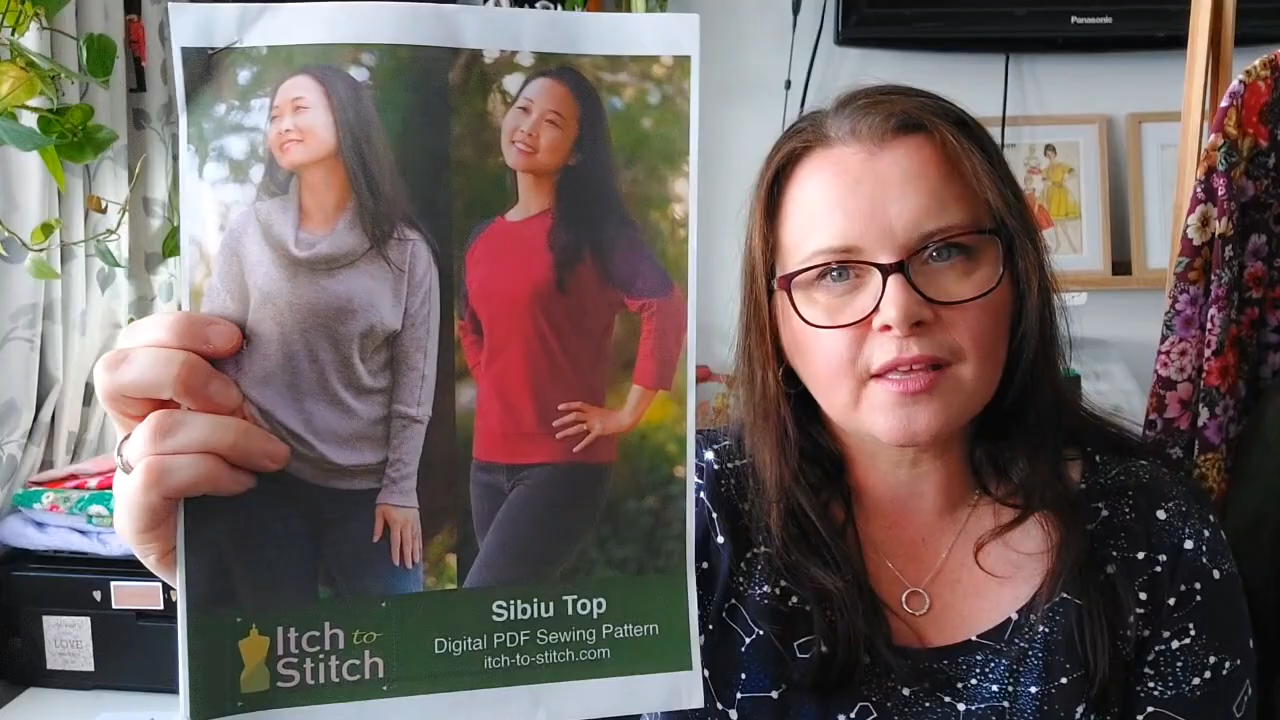 Panasonic
Sibiu Top
Digital PDF Sewing Pattern
itch-to-stitch.com
Itch to
Stitch
LOVE